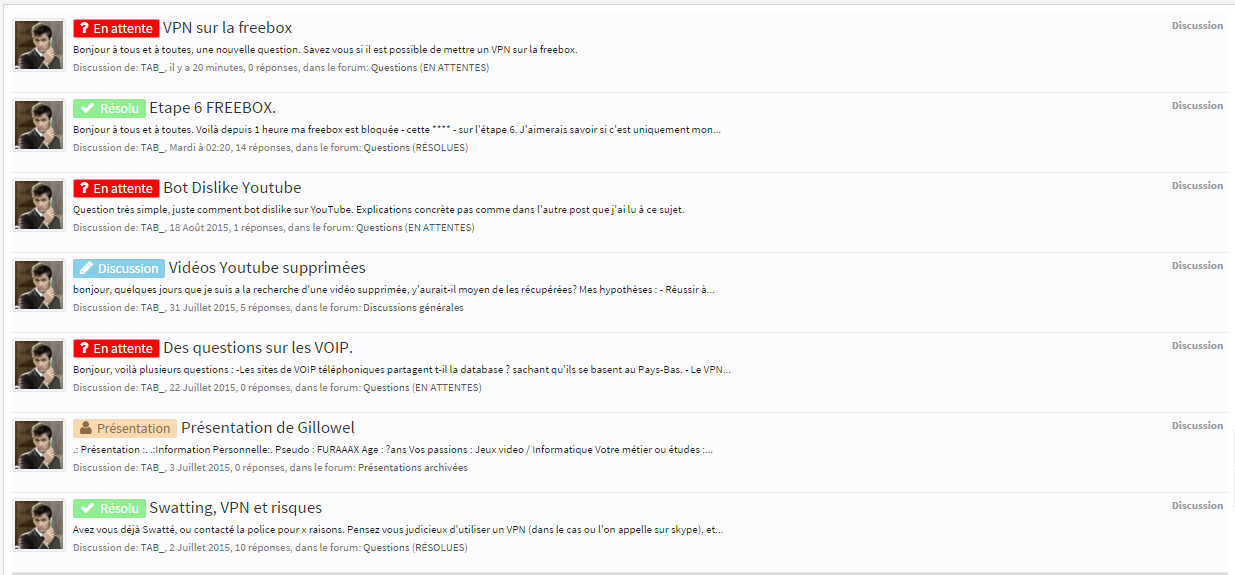 ? En attente VPN sur la freebox Discussion
Bonjour à tous et à toutes, une nouvelle question. Savez vous si il est possible de mettre un VPN sur la freebox.
Discussion de: TAB_, il y a 20 minutes, 0 réponses, dans le forum: Questions (EN ATTENTES)
Résolu Etape 6 FREEBOX. Discussion
Bonjour à tous et à toutes. Voilà depuis 1 heure ma freebox est bloquée - cette **** - sur l'étape 6. J'aimerais savoir si c'est uniquement mon...
Discussion de: TAB_, Mardi à 02:20, 14 réponses, dans le forum: Questions (RÉSOLUES)
? En attente Bot Dislike Youtube Discussion
Question très simple, juste comment bot dislike sur YouTube. Explications concrète pas comme dans l'autre post que j'ai lu à ce sujet.
Discussion de: TAB_, 18 Août 2015, 1 réponses, dans le forum: Questions (EN ATTENTES)
Discussion Vidéos Youtube supprimées Discussion
bonjour, quelques jours que je suis a la recherche d'une vidéo supprimée, y'aurait-il moyen de les récupérées? Mes hypothèses : - Réussir à...
Discussion de: TAB_, 31 Juillet 2015, 5 réponses, dans le forum: Discussions générales
? En attente Des questions sur les VOIP. Discussion
Bonjour, voilà plusieurs questions : -Les sites de VOIP téléphoniques partagent t-il la database ? sachant qu'ils se basent au Pays-Bas. - Le VPN...
Discussion de: TAB_, 22 Juillet 2015, 0 réponses, dans le forum: Questions (EN ATTENTES)
Présentation Présentation de Gillowel Discussion
.: Présentation :. .:Information Personnelle:. Pseudo : FURAAAX Age : ?ans Vos passions : Jeux video / Informatique Votre métier ou études :...
Discussion de: TAB_, 3 Juillet 2015, 0 réponses, dans le forum: Présentations archivées
Résolu Swatting, VPN et risques Discussion
Avez vous déjà Swatté, ou contacté la police pour x raisons. Pensez vous judicieux d'utiliser un VPN (dans le cas ou l'on appelle sur skype), et...
Discussion de: TAB_, 2 Juillet 2015, 10 réponses, dans le forum: Questions (RÉSOLUES)